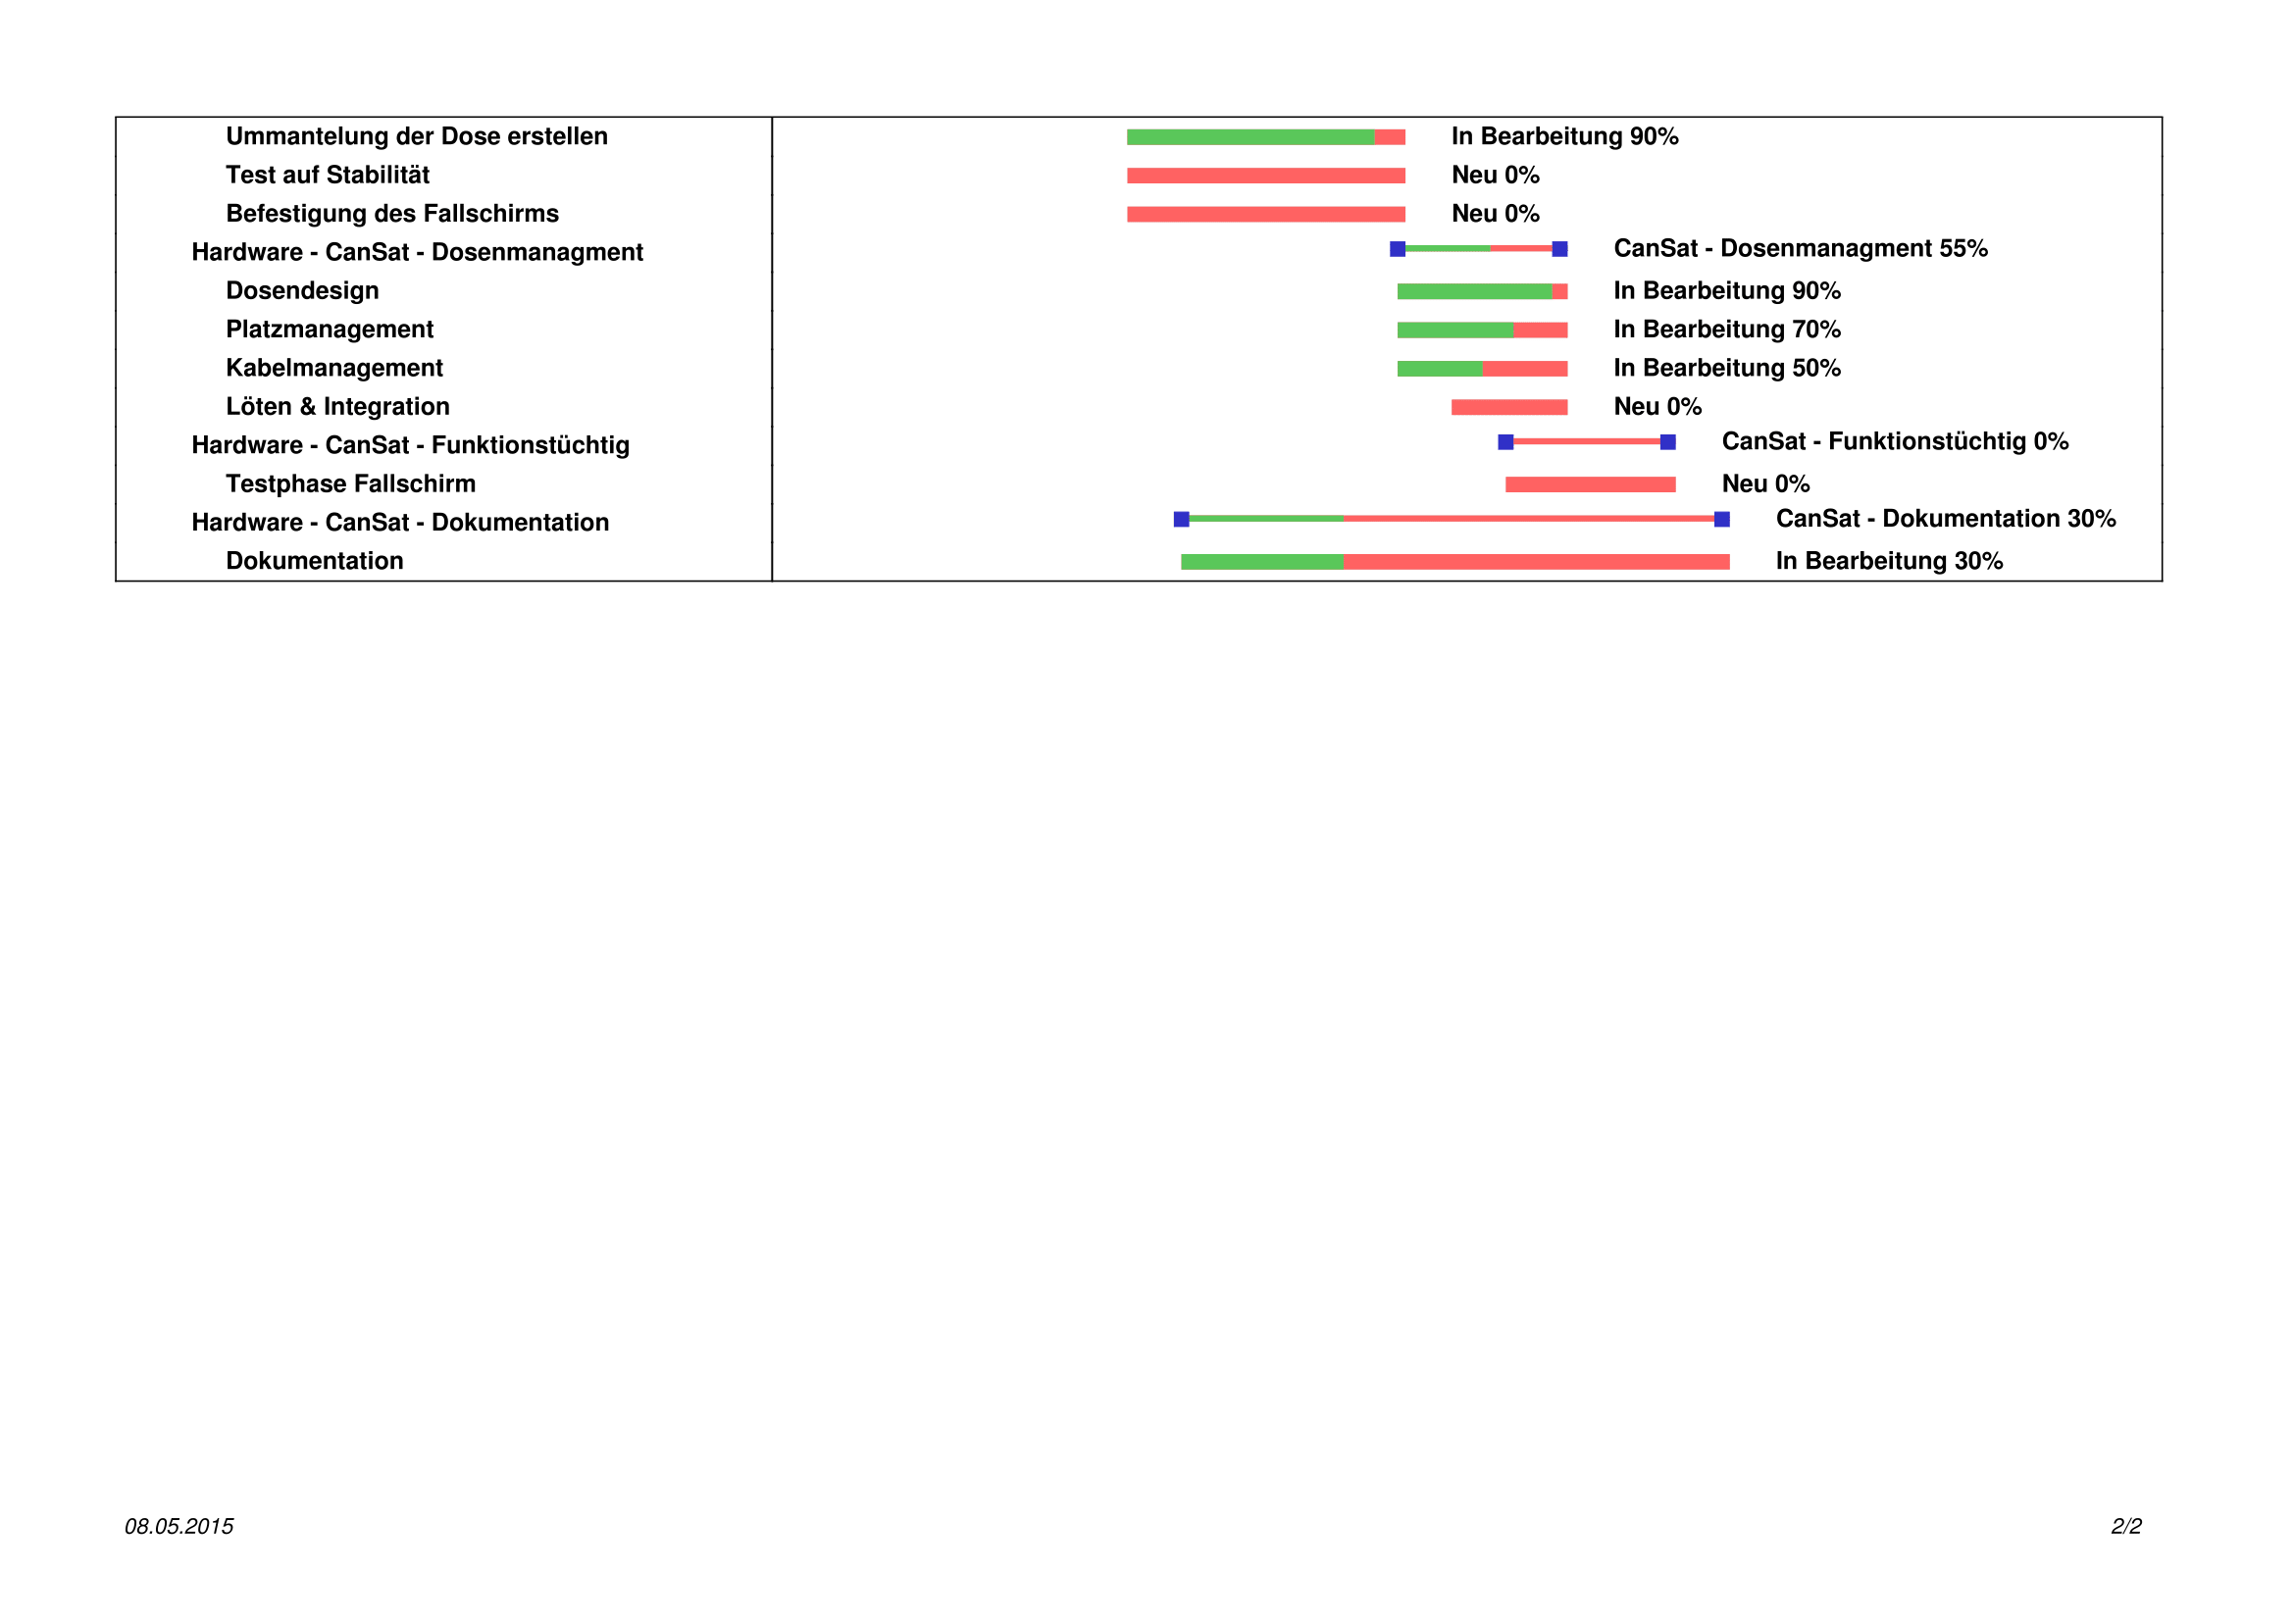 Ummantelung der Dose erstellen In Bearbeitung 90%
Test auf Stabilität Neu 0%
Befestigung des Fallschirms Neu 0%
Hardware - CanSat - Dosenmanagment CanSat - Dosenmanagment 55%
Dosendesign In Bearbeitung 90%
Platzmanagement In Bearbeitung 70%
Kabelmanagement In Bearbeitung 50%
Löten & Integration Neu 0%
Hardware - CanSat - Funktionstüchtig CanSat - Funktionstüchtig 0%
Testphase Fallschirm Neu 0%
Hardware - CanSat - Dokumentation CanSat - Dokumentation 30%
Dokumentation In Bearbeitung 30%
08.05.2015 2/2